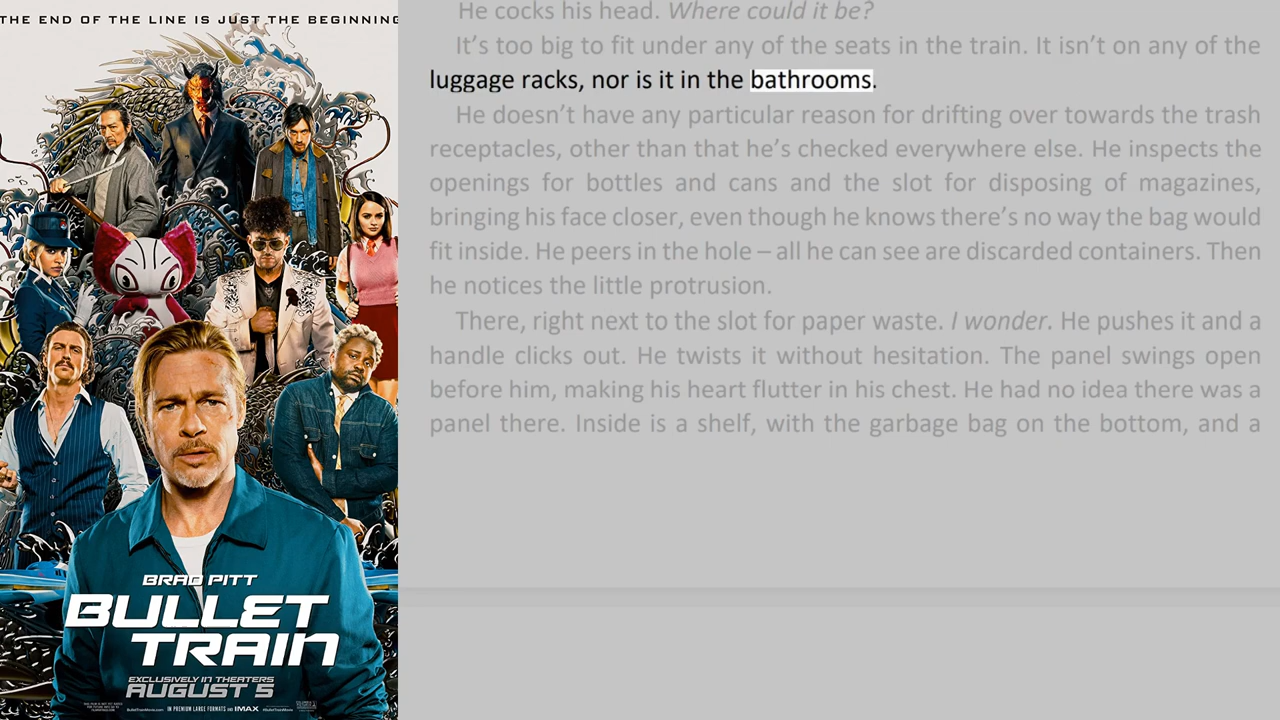 THE END OF THE LINE IS JUST THE BEGINNING
BRAD PITT
BULLET
TRAIN
EXCLUSIVELY IN THEATERS
AUGUST 5
BulletTrainMovie.com
IN PREMIUM LARGE FORMATS AND IMAX
#BulletTrainMovie
He cocks his head. Where could it be?
It’s too big to fit under any of the seats in the train. It isn’t on any of the
luggage racks, nor is it in the bathrooms.
He doesn’t have any particular reason for drifting over towards the trash
receptacles, other than that he’s checked everywhere else. He inspects the
openings for bottles and cans and the slot for disposing of magazines,
bringing his face closer, even though he knows there’s no way the bag would
fit inside. He peers in the hole – all he can see are discarded containers. Then
he notices the little protrusion.
There, right next to the slot for paper waste. I wonder. He pushes it and a
handle clicks out. He twists it without hesitation. The panel swings open
before him, making his heart flutter in his chest. He had no idea there was a
panel there. Inside is a shelf, with the garbage bag on the bottom, and a